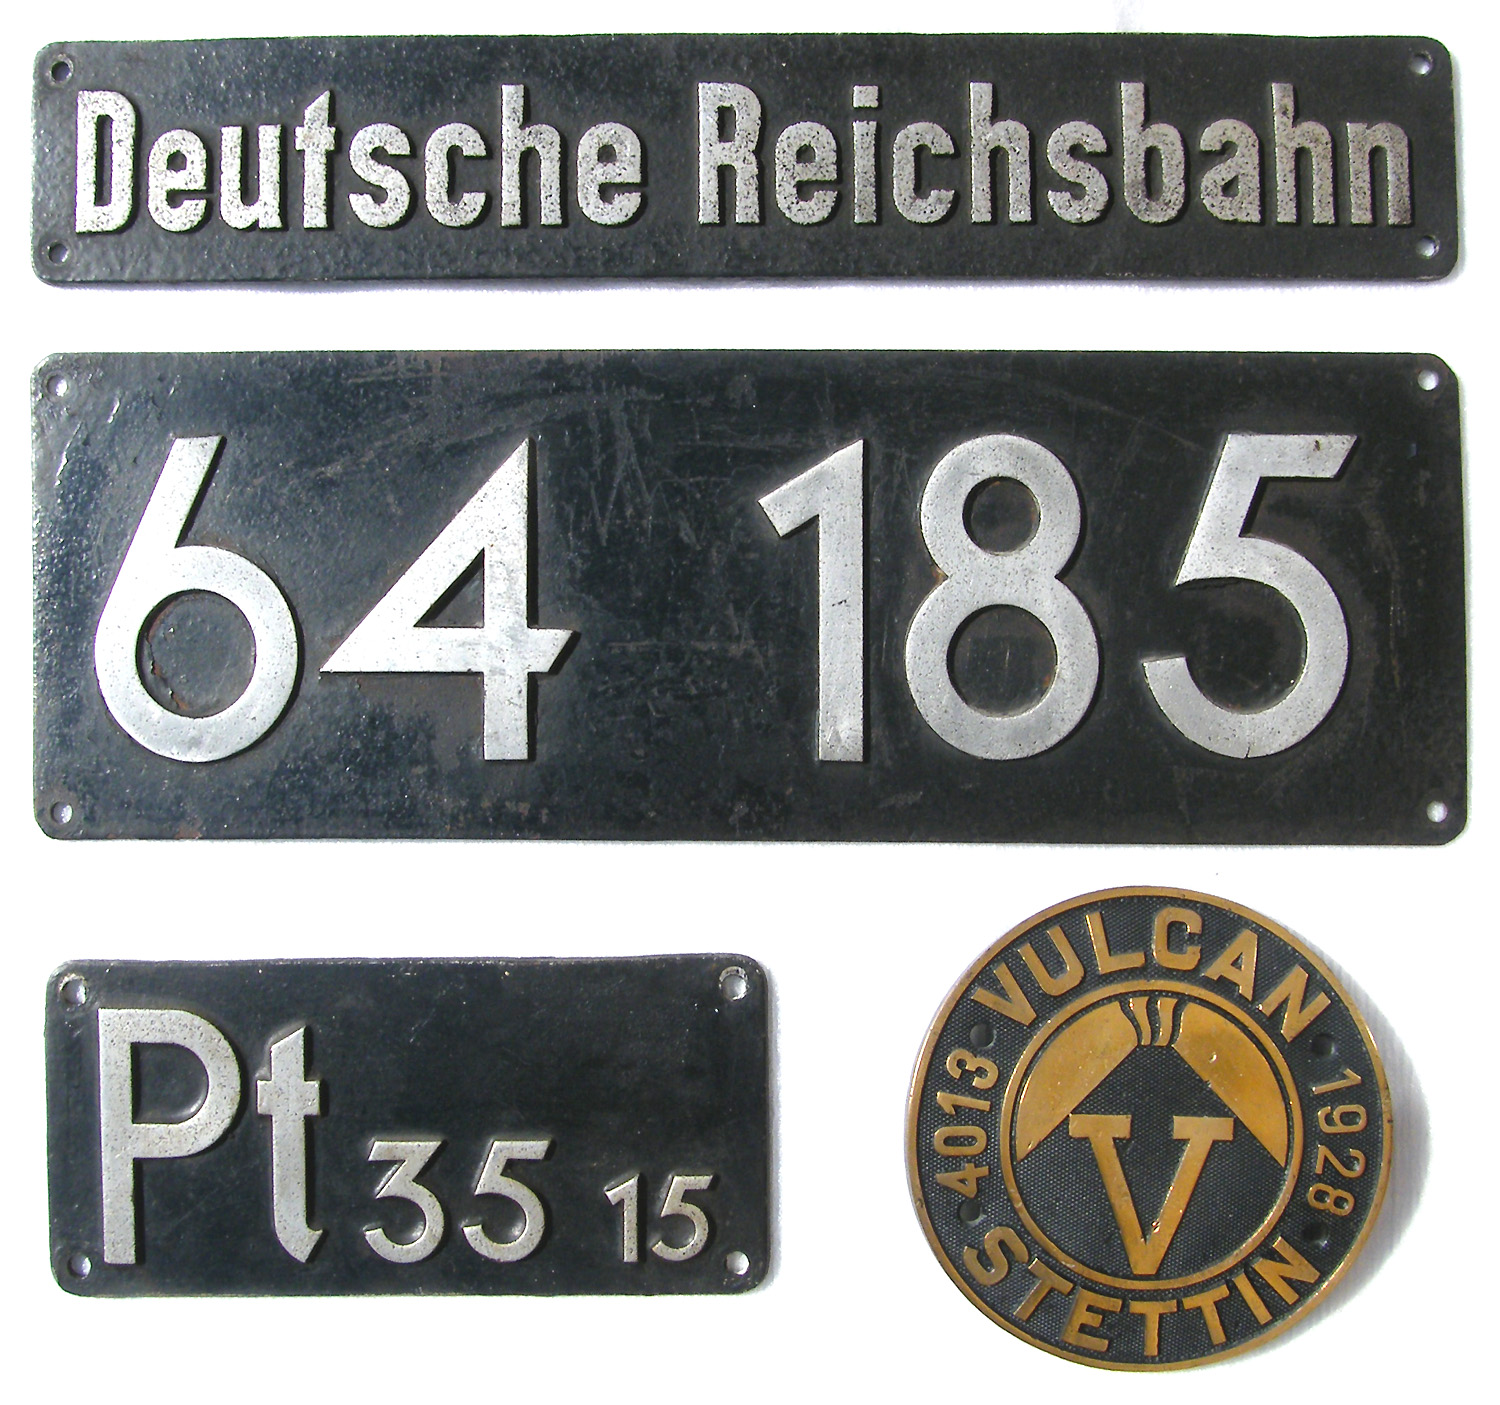 Deutsche Reichsbahn
64 185
Pt 35 15
VULCAN
4013
V
1928
STETTIN